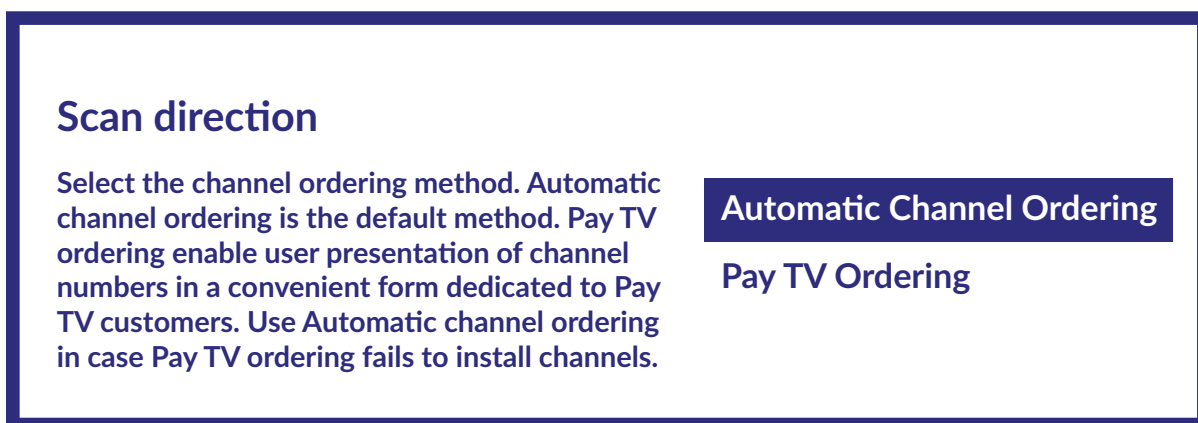 Scan direction
Select the channel ordering method. Automatic
channel ordering is the default method. Pay TV
ordering enable user presentation of channel
numbers in a convenient form dedicated to Pay
TV customers. Use Automatic channel ordering
in case Pay TV ordering fails to install channels.
Automatic Channel Ordering
Pay TV Ordering